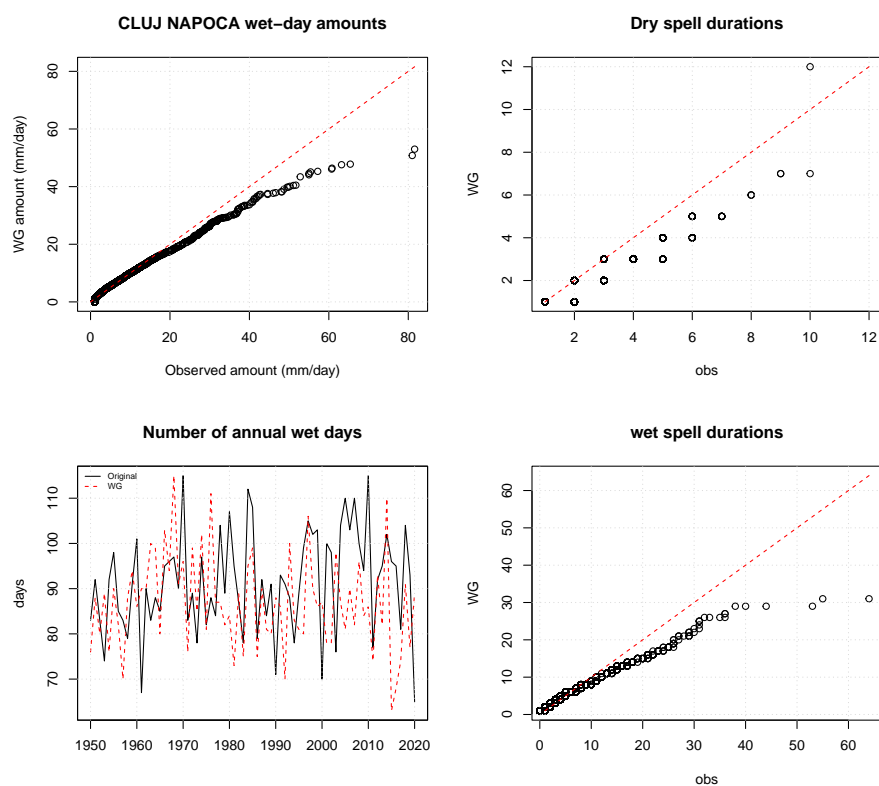 CLUJ NAPOCA wet−day amounts
WG amount (mm/day)
80
60
40
20
0
0 20 40 60 80
Observed amount (mm/day)
Dry spell durations
WG
12
10
8
6
4
2
2 4 6 8 10 12
obs
Number of annual wet days
Original
WG
days
110
100
90
80
70
1950 1960 1970 1980 1990 2000 2010 2020
wet spell durations
WG
60
50
40
30
20
10
0
0 10 20 30 40 50 60
obs